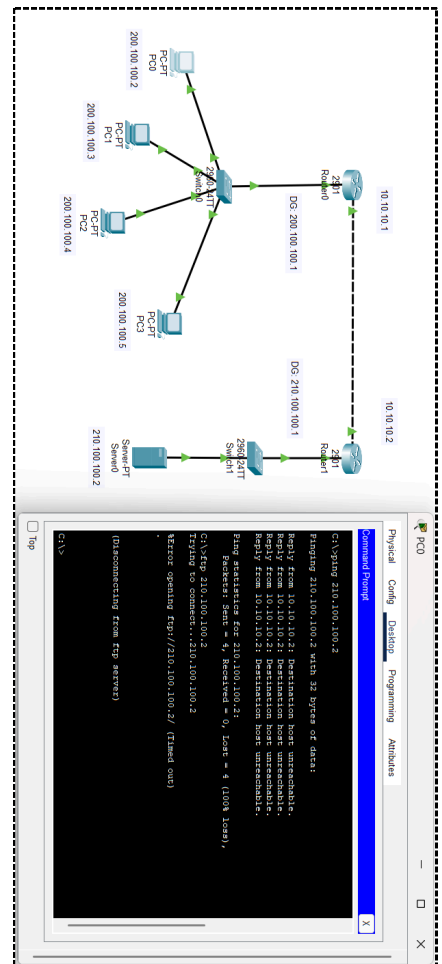 10.10.10.1
10.10.10.2
2901
Router0
2901
Router1
DG: 200.100.100.1
DG: 210.100.100.1
2960-24TT
Switch0
2960-24TT
Switch1
PC-PT
PC0
200.100.100.2
PC-PT
PC1
200.100.100.3
PC-PT
PC2
200.100.100.4
PC-PT
PC3
200.100.100.5
Server-PT
Server0
210.100.100.2
PC0
Physical Config Desktop Programming Attributes
Command Prompt
X
C:\>ping 210.100.100.2
Pinging 210.100.100.2 with 32 bytes of data:
Reply from 10.10.10.2: Destination host unreachable.
Reply from 10.10.10.2: Destination host unreachable.
Reply from 10.10.10.2: Destination host unreachable.
Reply from 10.10.10.2: Destination host unreachable.
Ping statistics for 210.100.100.2:
Packets: Sent = 4, Received = 0, Lost = 4 (100% loss),
C:\>ftp 210.100.100.2
Trying to connect...210.100.100.2
%Error opening ftp://210.100.100.2/ (Timed out)
.
(Disconnecting from ftp server)
C:\>
Top